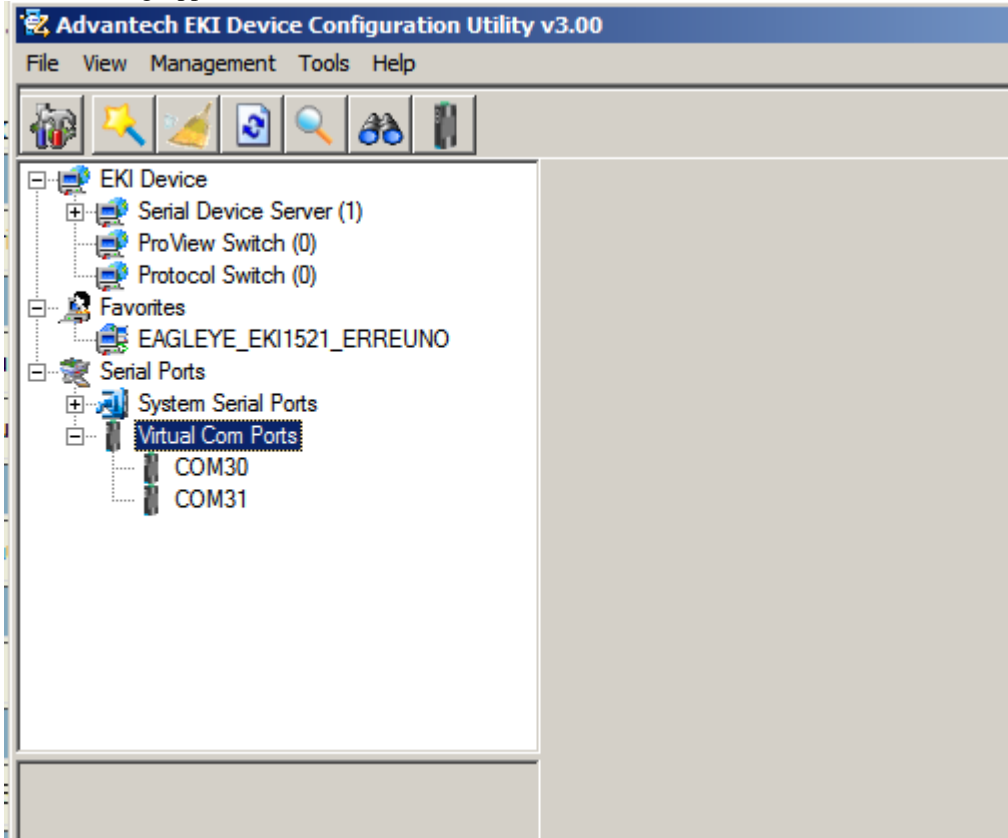 Advantech EKI Device Configuration Utility v3.00
File View Management Tools Help
EKI Device
Serial Device Server (1)
ProView Switch (0)
Protocol Switch (0)
Favorites
EAGLEYE_EKI1521_ERREUNO
Serial Ports
System Serial Ports
Virtual Com Ports
COM30
COM31